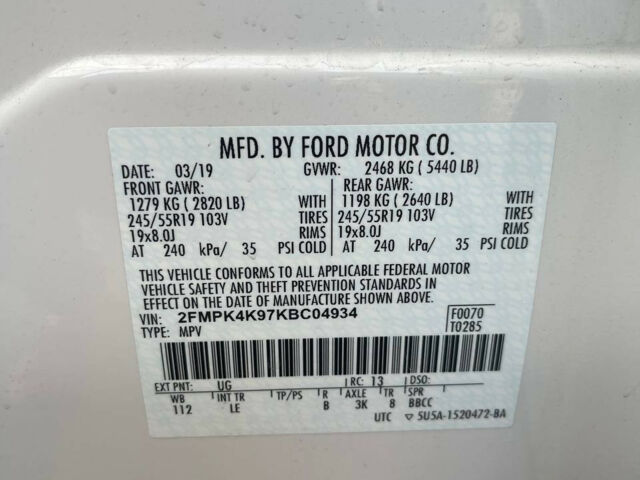 MFD. BY FORD MOTOR CO.
DATE: 03/19 GVWR: 2468 KG ( 5440 LB)
FRONT GAWR: REAR GAWR:
1279 KG ( 2820 LB) WITH 1198 KG ( 2640 LB) WITH
245/55R19 103V TIRES 245/55R19 103V TIRES
19x8.0J RIMS 19x8.0J RIMS
AT 240 kPa/ 35 PSI COLD AT 240 kPa/ 35 PSI COLD
THIS VEHICLE CONFORMS TO ALL APPLICABLE FEDERAL MOTOR
VEHICLE SAFETY AND THEFT PREVENTION STANDARDS IN
EFFECT ON THE DATE OF MANUFACTURE SHOWN ABOVE.
VIN: 2FMPK4K97KBC04934 F0070
TYPE: MPV T0285
EXT PNT: UG RC: 13 DSO:
WB INT TR TP/PS R AXLE TR SPR
112 LE B 3K 8 BBCC
UTC ▽ 5U5A-1520472-BA